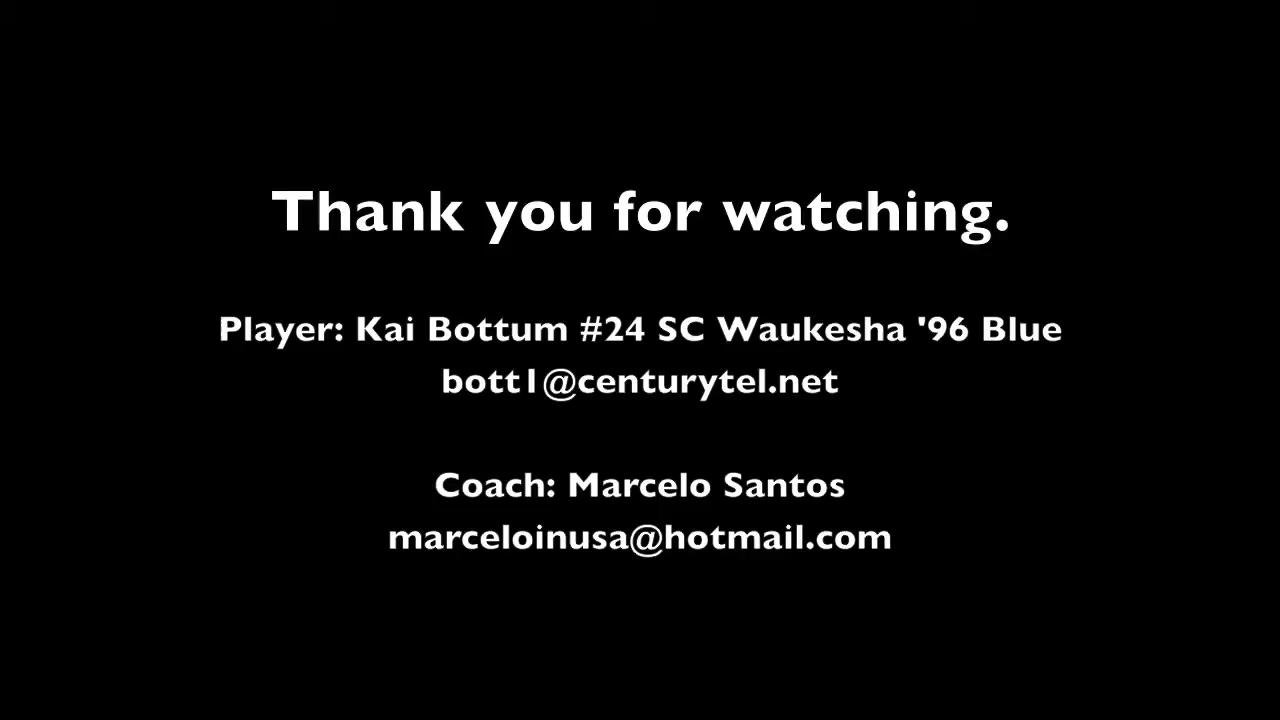 Thank you for watching.
Player: Kai Bottum #24 SC Waukesha '96 Blue
bott1@centurytel.net
Coach: Marcelo Santos
marceloinusa@hotmail.com